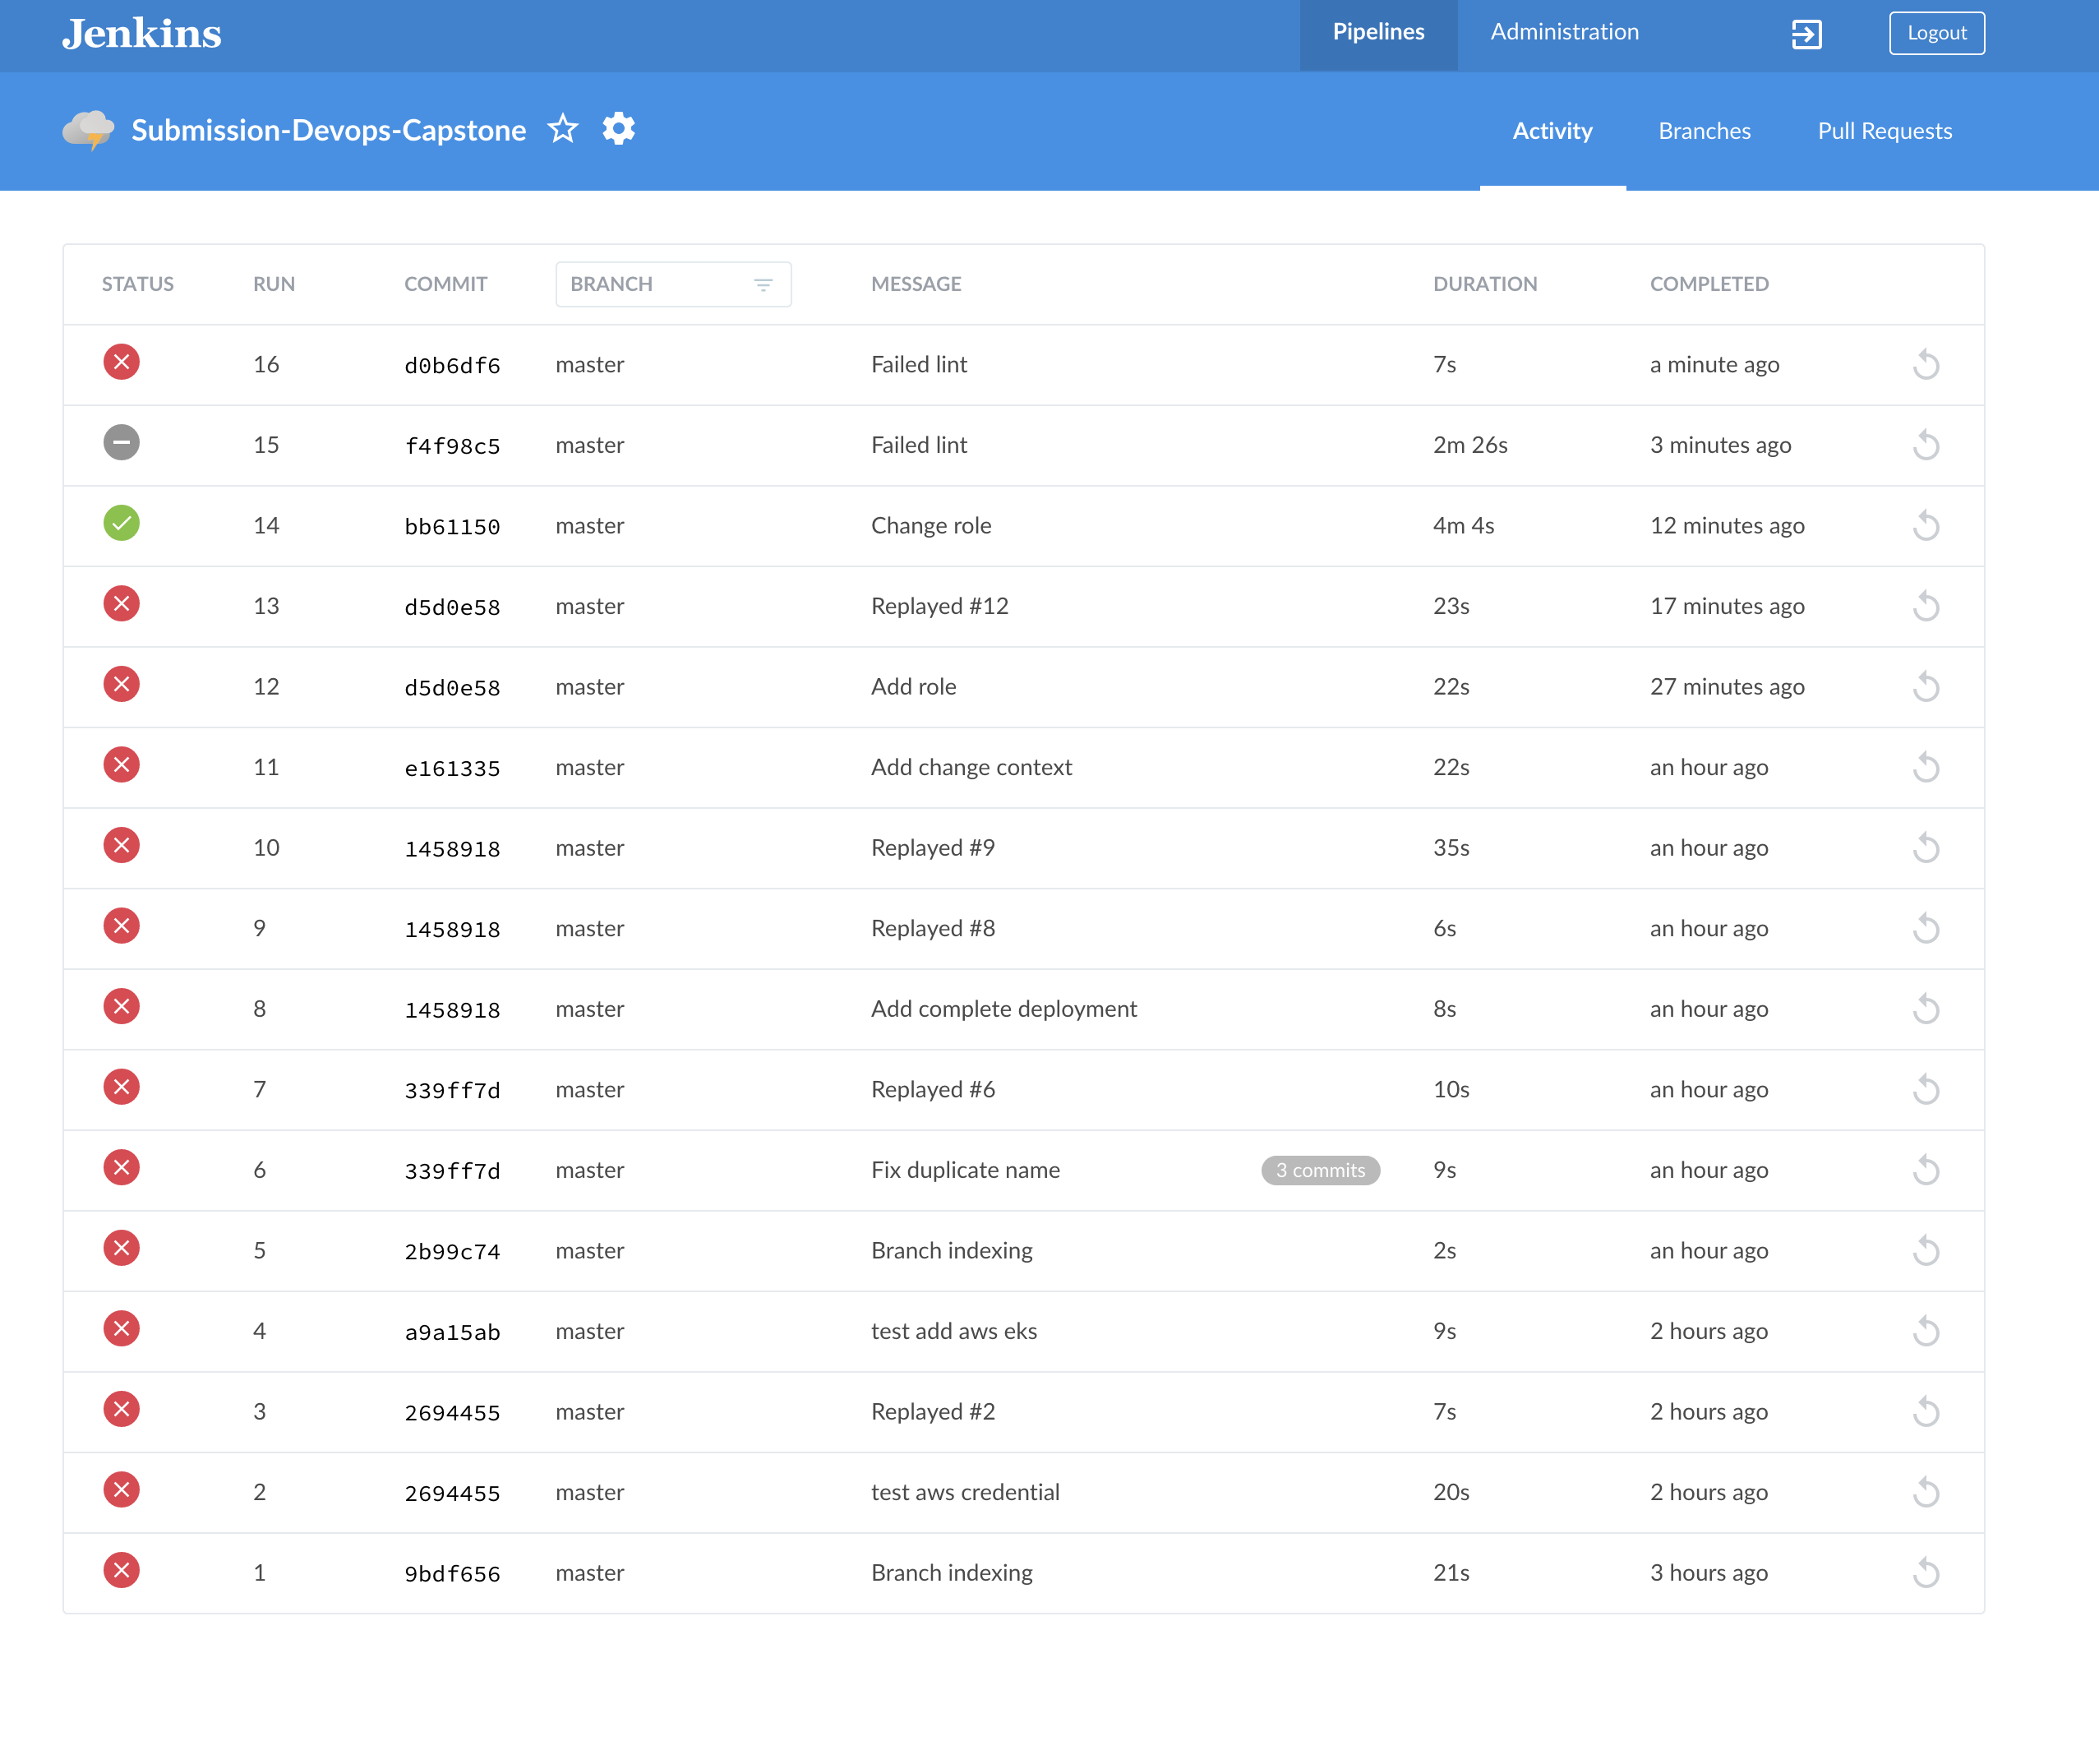 Jenkins Pipelines Administration Logout
Submission-Devops-Capstone Activity Branches Pull Requests
STATUS RUN COMMIT BRANCH MESSAGE DURATION COMPLETED
16 d0b6df6 master Failed lint 7s a minute ago
15 f4f98c5 master Failed lint 2m 26s 3 minutes ago
14 bb61150 master Change role 4m 4s 12 minutes ago
13 d5d0e58 master Replayed #12 23s 17 minutes ago
12 d5d0e58 master Add role 22s 27 minutes ago
11 e161335 master Add change context 22s an hour ago
10 1458918 master Replayed #9 35s an hour ago
9 1458918 master Replayed #8 6s an hour ago
8 1458918 master Add complete deployment 8s an hour ago
7 339ff7d master Replayed #6 10s an hour ago
6 339ff7d master Fix duplicate name 3 commits 9s an hour ago
5 2b99c74 master Branch indexing 2s an hour ago
4 a9a15ab master test add aws eks 9s 2 hours ago
3 2694455 master Replayed #2 7s 2 hours ago
2 2694455 master test aws credential 20s 2 hours ago
1 9bdf656 master Branch indexing 21s 3 hours ago